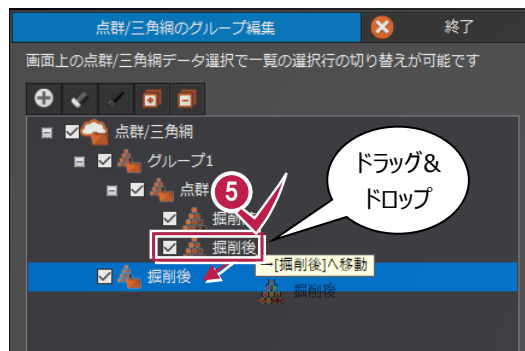 点群/三角網のグループ編集
終了
画面上の点群/三角網データ選択で一覧の選択行の切り替えが可能です
点群/三角網
グループ1
点群
5
ドラッグ&
ドロップ
掘削
掘削後
→[掘削後]へ移動
掘削後
掘削後